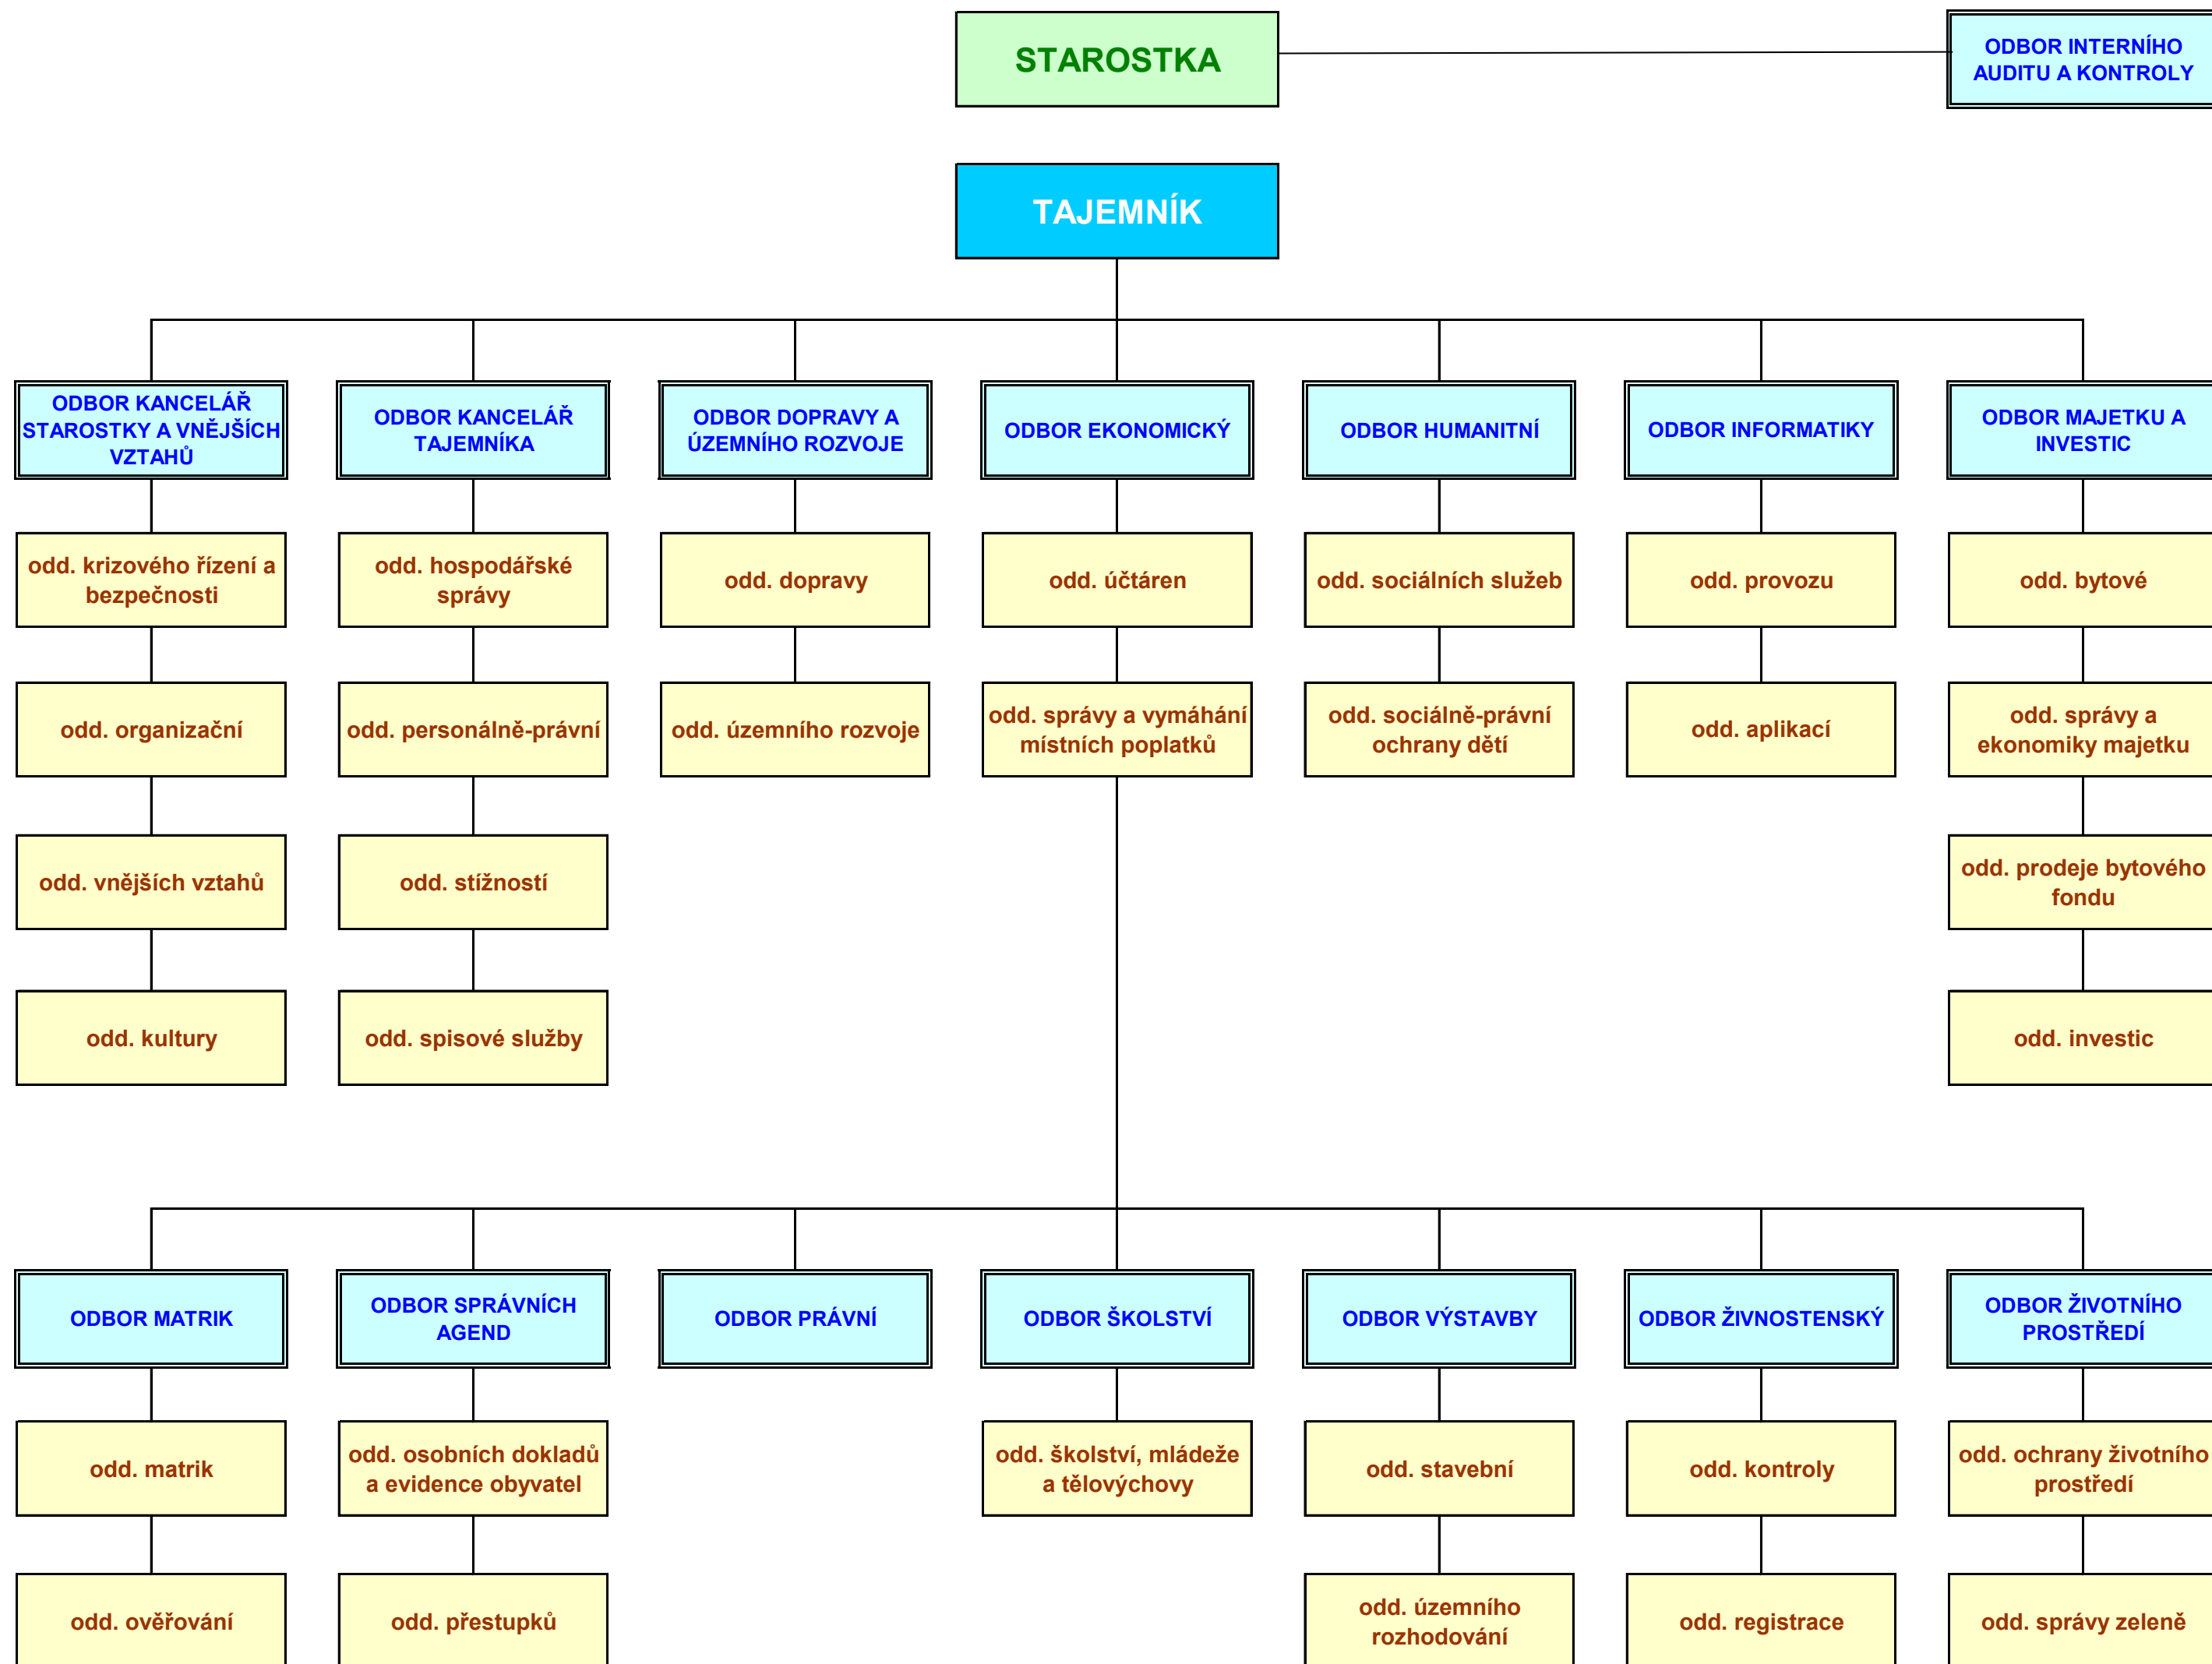 STAROSTKA
ODBOR INTERNÍHO
AUDITU A KONTROLY
TAJEMNÍK
ODBOR KANCELÁŘ
STAROSTKY A VNĚJŠÍCH
VZTAHŮ
ODBOR KANCELÁŘ
TAJEMNÍKA
ODBOR DOPRAVY A
ÚZEMNÍHO ROZVOJE
ODBOR EKONOMICKÝ
ODBOR HUMANITNÍ
ODBOR INFORMATIKY
ODBOR MAJETKU A
INVESTIC
odd. krizového řízení a
bezpečnosti
odd. hospodářské
správy
odd. dopravy
odd. účtáren
odd. sociálních služeb
odd. provozu
odd. bytové
odd. organizační
odd. personálně-právní
odd. územního rozvoje
odd. správy a vymáhání
místních poplatků
odd. sociálně-právní
ochrany dětí
odd. aplikací
odd. správy a
ekonomiky majetku
odd. vnějších vztahů
odd. stížností
odd. prodeje bytového
fondu
odd. kultury
odd. spisové služby
odd. investic
ODBOR MATRIK
ODBOR SPRÁVNÍCH
AGEND
ODBOR PRÁVNÍ
ODBOR ŠKOLSTVÍ
ODBOR VÝSTAVBY
ODBOR ŽIVNOSTENSKÝ
ODBOR ŽIVOTNÍHO
PROSTŘEDÍ
odd. matrik
odd. osobních dokladů
a evidence obyvatel
odd. školství, mládeže
a tělovýchovy
odd. stavební
odd. kontroly
odd. ochrany životního
prostředí
odd. ověřování
odd. přestupků
odd. územního
rozhodování
odd. registrace
odd. správy zeleně